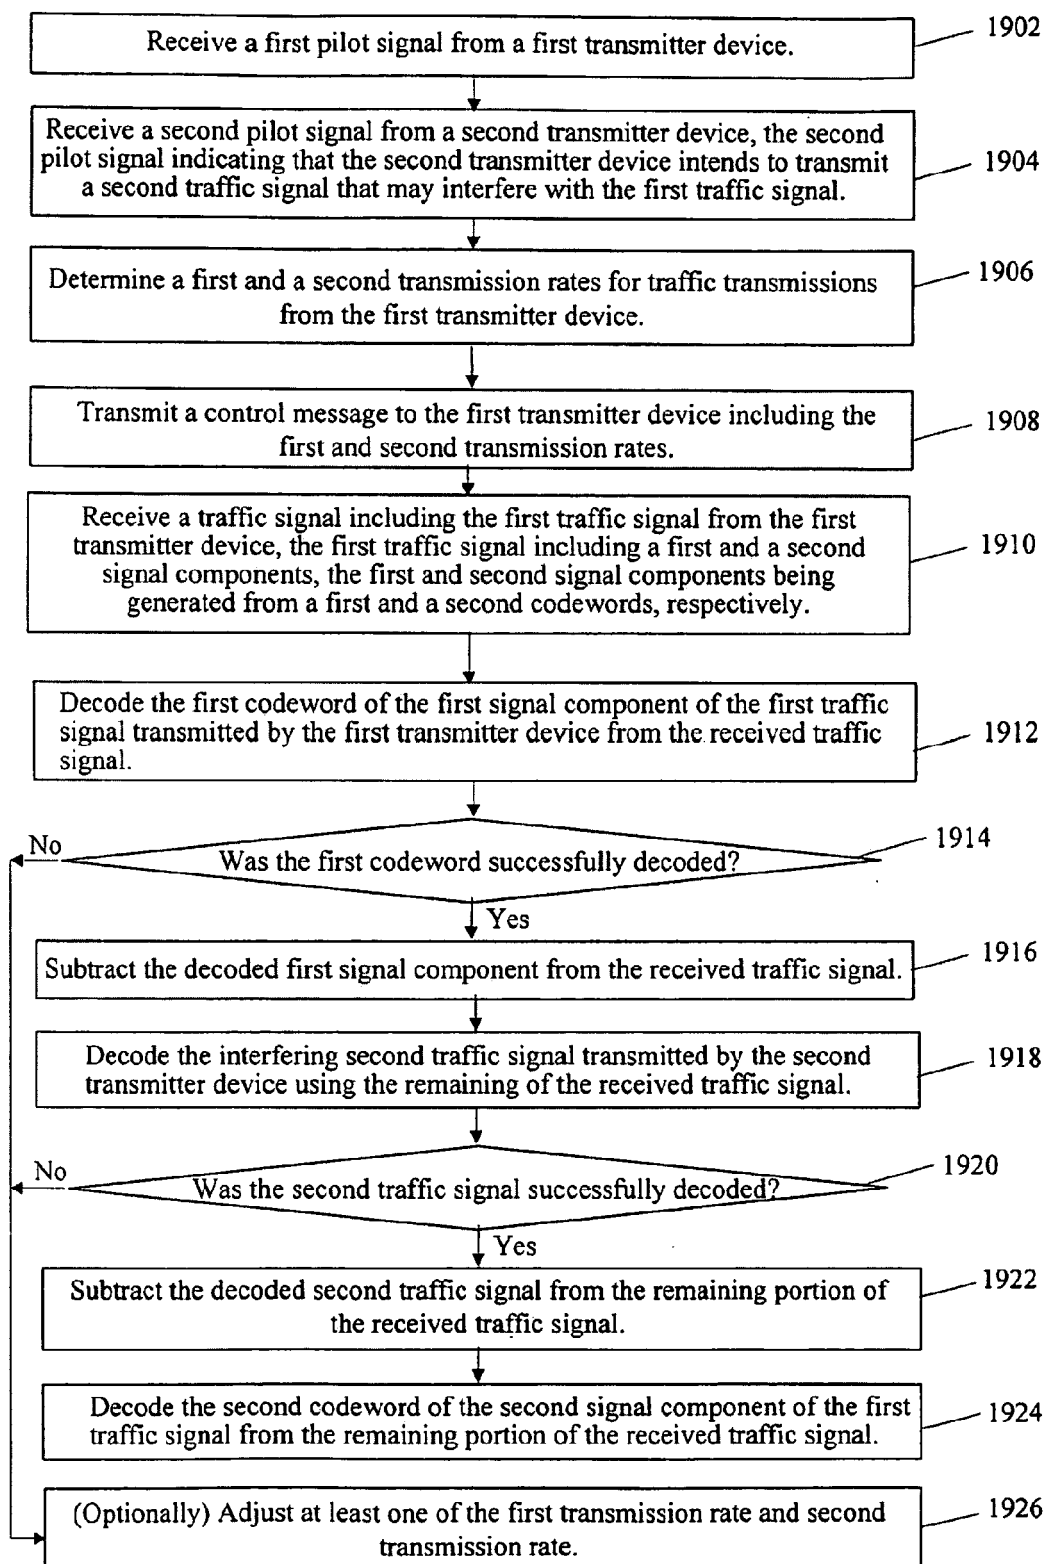 Receive a first pilot signal from a first transmitter device.
1902
Receive a second pilot signal from a second transmitter device, the second
pilot signal indicating that the second transmitter device intends to transmit
a second traffic signal that may interfere with the first traffic signal.
1904
Determine a first and a second transmission rates for traffic transmissions
from the first transmitter device.
1906
Transmit a control message to the first transmitter device including the
first and second transmission rates.
1908
Receive a traffic signal including the first traffic signal from the first
transmitter device, the first traffic signal including a first and a second
signal components, the first and second signal components being
generated from a first and a second codewords, respectively.
1910
Decode the first codeword of the first signal component of the first traffic
signal transmitted by the first transmitter device from the received traffic
signal.
1912
No
Was the first codeword successfully decoded?
1914
Yes
Subtract the decoded first signal component from the received traffic signal.
1916
Decode the interfering second traffic signal transmitted by the second
transmitter device using the remaining of the received traffic signal.
1918
No
Was the second traffic signal successfully decoded?
1920
Yes
Subtract the decoded second traffic signal from the remaining portion of
the received traffic signal.
1922
Decode the second codeword of the second signal component of the first
traffic signal from the remaining portion of the received traffic signal.
1924
(Optionally) Adjust at least one of the first transmission rate and second
transmission rate.
1926